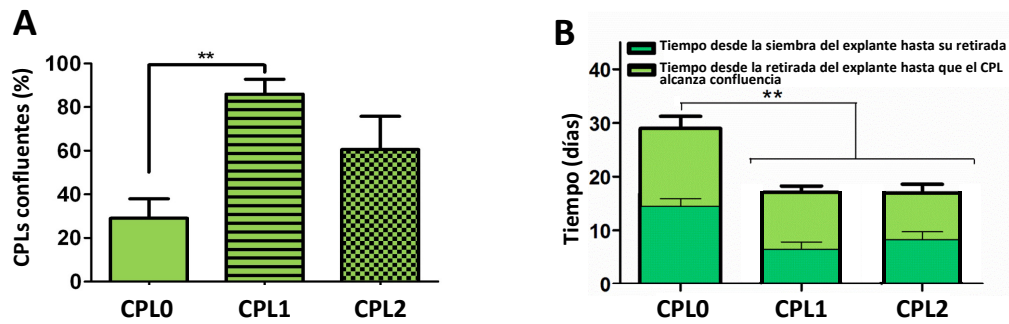 A
**
100
80
60
40
20
0
CPLs confluentes (%)
CPL0 CPL1 CPL2
B
Tiempo desde la siembra del explante hasta su retirada
Tiempo desde la retirada del explante hasta que el CPL
alcanza confluencia
**
40
30
20
10
0
Tiempo (días)
CPL0 CPL1 CPL2